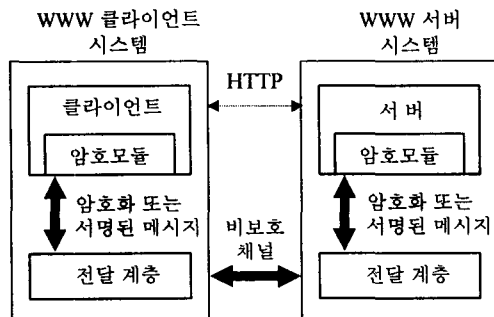 WWW 클라이언트
시스템
WWW 서버
시스템
HTTP
클라이언트
암호모듈
서 버
암호모듈
암호화 또는
서명된 메시지
비보호
채널
암호화 또는
서명된 메시지
전달 계층
전달 계층